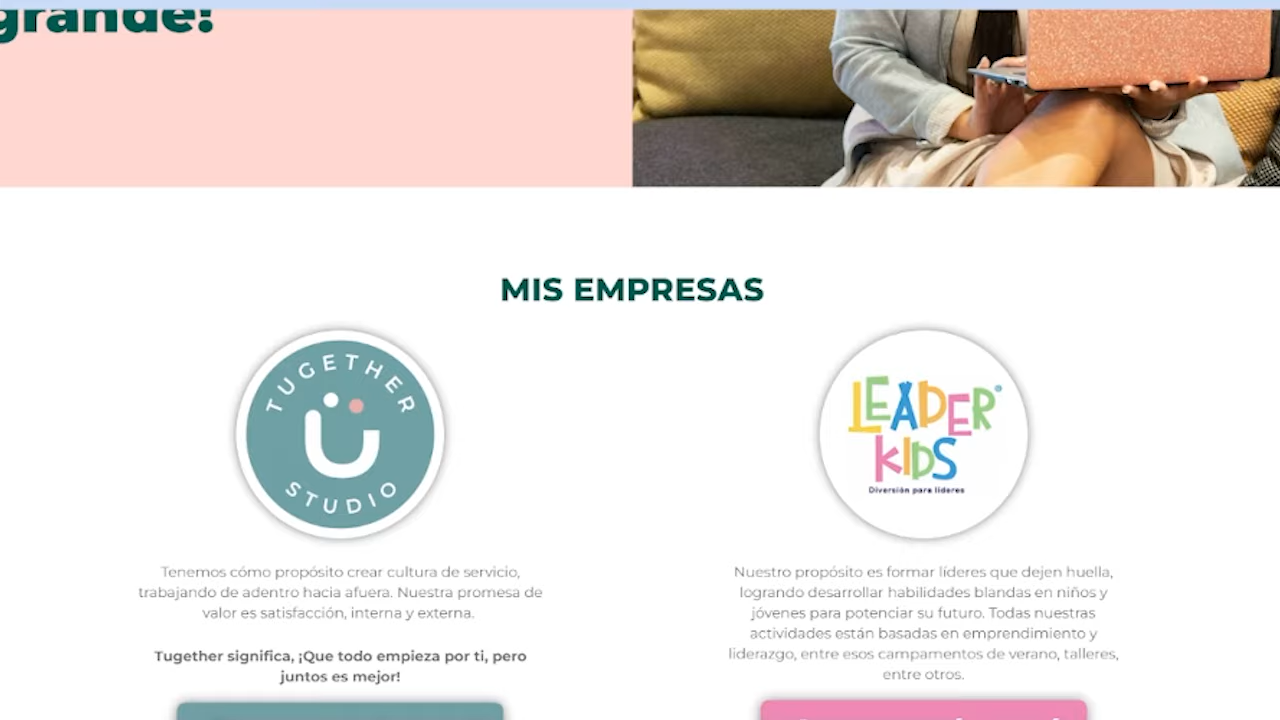 grande!
MIS EMPRESAS
TUGETHER
STUDIO
Tenemos cómo propósito crear cultura de servicio,
trabajando de adentro hacia afuera. Nuestra promesa de
valor es satisfacción, interna y externa.
Tugether significa, ¡Que todo empieza por ti, pero
juntos es mejor!
LEADER
KIDS
Diversión para líderes
Nuestro propósito es formar líderes que dejen huella,
logrando desarrollar habilidades blandas en niños y
jóvenes para potenciar su futuro. Todas nuestras
actividades están basadas en emprendimiento y
liderazgo, entre esos campamentos de verano, talleres,
entre otros.